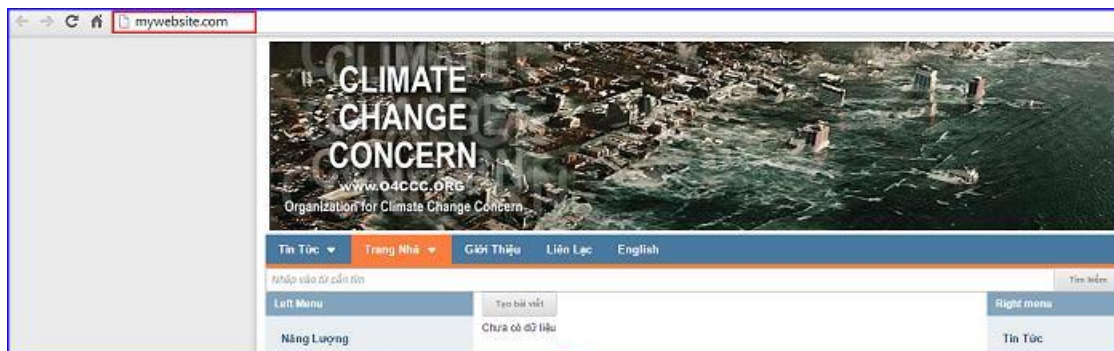 mywebsite.com
CLIMATE
CHANGE
CONCERN
WWW.O4CCC.ORG
Organization for Climate Change Concern
Tin Tức Trang Nhà Giới Thiệu Liên Lạc English
Nhập vào từ cần tìm Tìm kiếm
Left Menu Tạo bài viết Right menu
Chưa có dữ liệu
Năng Lượng Tin Tức